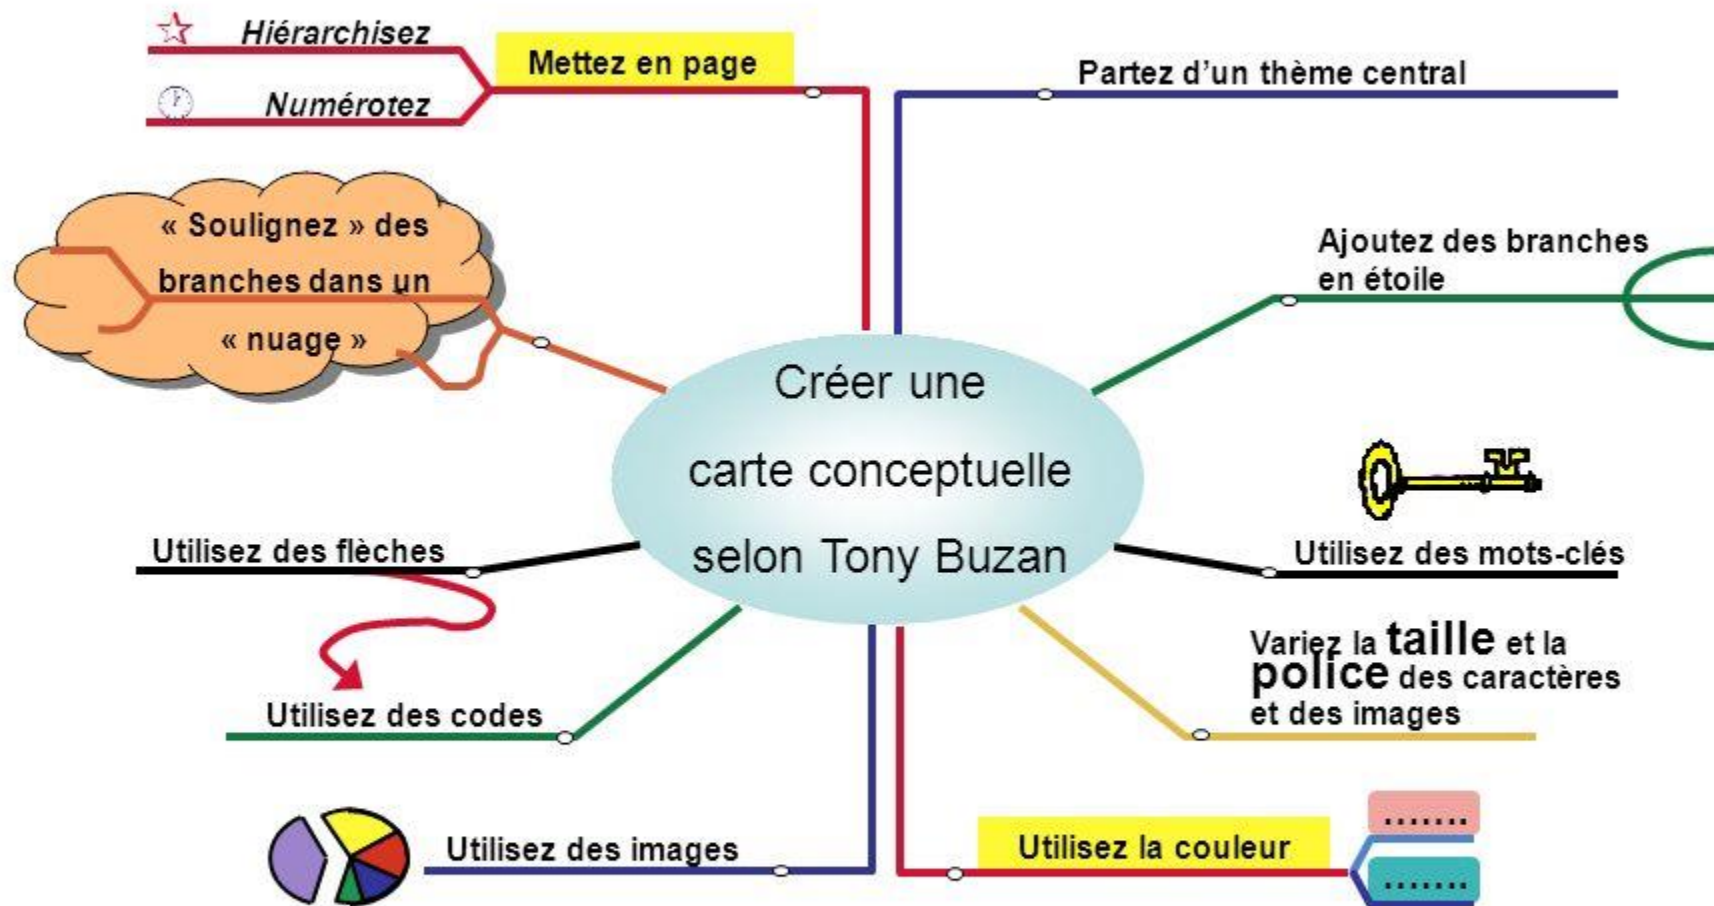 Créer une
carte conceptuelle
selon Tony Buzan
Partez d’un thème central
Ajoutez des branches
en étoile
Utilisez des mots-clés
Variez la taille et la
police des caractères
et des images
Utilisez la couleur
.......
.......
Utilisez des images
Utilisez des codes
Utilisez des flèches
« Soulignez » des
branches dans un
« nuage »
Mettez en page
Hiérarchisez
Numérotez